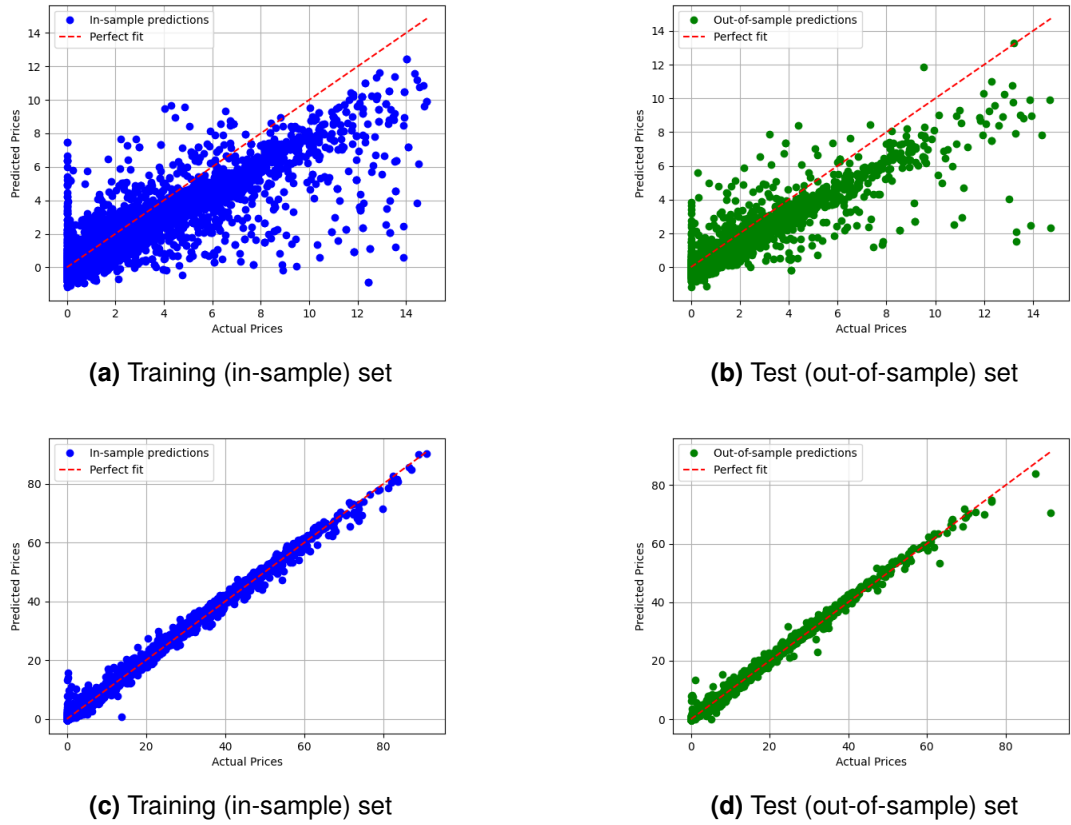 In-sample predictions
Perfect fit
Predicted Prices
14
12
10
8
6
4
2
0
0 2 4 6 8 10 12 14
Actual Prices
(a) Training (in-sample) set
Out-of-sample predictions
Perfect fit
Predicted Prices
14
12
10
8
6
4
2
0
0 2 4 6 8 10 12 14
Actual Prices
(b) Test (out-of-sample) set
In-sample predictions
Perfect fit
Predicted Prices
80
60
40
20
0
0 20 40 60 80
Actual Prices
(c) Training (in-sample) set
Out-of-sample predictions
Perfect fit
Predicted Prices
80
60
40
20
0
0 20 40 60 80
Actual Prices
(d) Test (out-of-sample) set